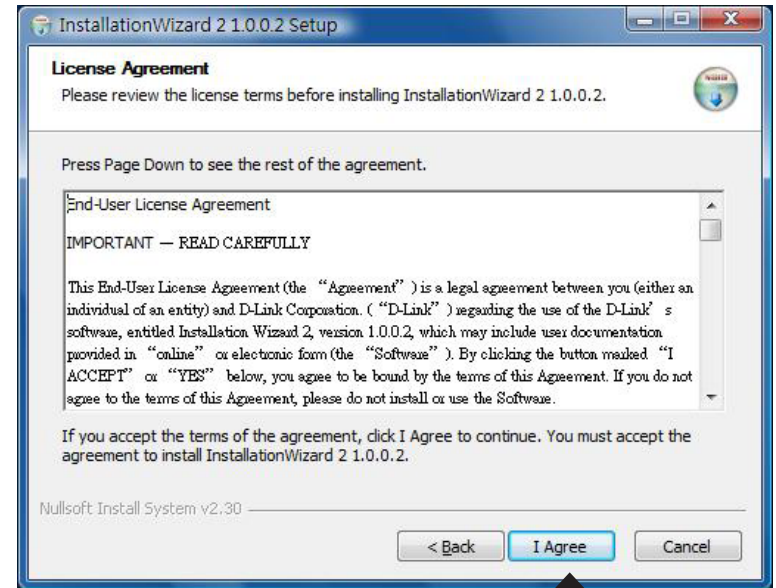 InstallationWizard 2 1.0.0.2 Setup
License Agreement
Please review the license terms before installing InstallationWizard 2 1.0.0.2.
Press Page Down to see the rest of the agreement.
End-User License Agreement
IMPORTANT — READ CAREFULLY
This End-User License Agreement (the “Agreement” ) is a legal agreement between you (either an
individual of an entity) and D-Link Corporation. ( “D-Link” ) regarding the use of the D-Link’ s
software, entitled Installation Wizard 2, version 1.0.0.2, which may include user documentation
provided in “online” or electronic form (the “Software” ). By clicking the button marked “I
ACCEPT” or “YES” below, you agree to be bound by the terms of this Agreement. If you do not
agree to the terms of this Agreement, please do not install or use the Software.
If you accept the terms of the agreement, click I Agree to continue. You must accept the
agreement to install InstallationWizard 2 1.0.0.2.
Nullsoft Install System v2.30
< Back I Agree Cancel